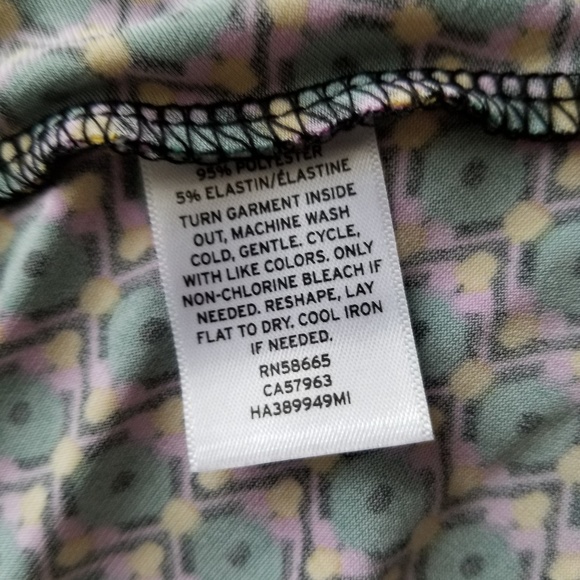 95% POLYESTER
5% ELASTIN/ÉLASTINE
TURN GARMENT INSIDE
OUT, MACHINE WASH
COLD, GENTLE. CYCLE,
WITH LIKE COLORS. ONLY
NON-CHLORINE BLEACH IF
NEEDED. RESHAPE, LAY
FLAT TO DRY. COOL IRON
IF NEEDED.
RN58665
CA57963
HA389949MI